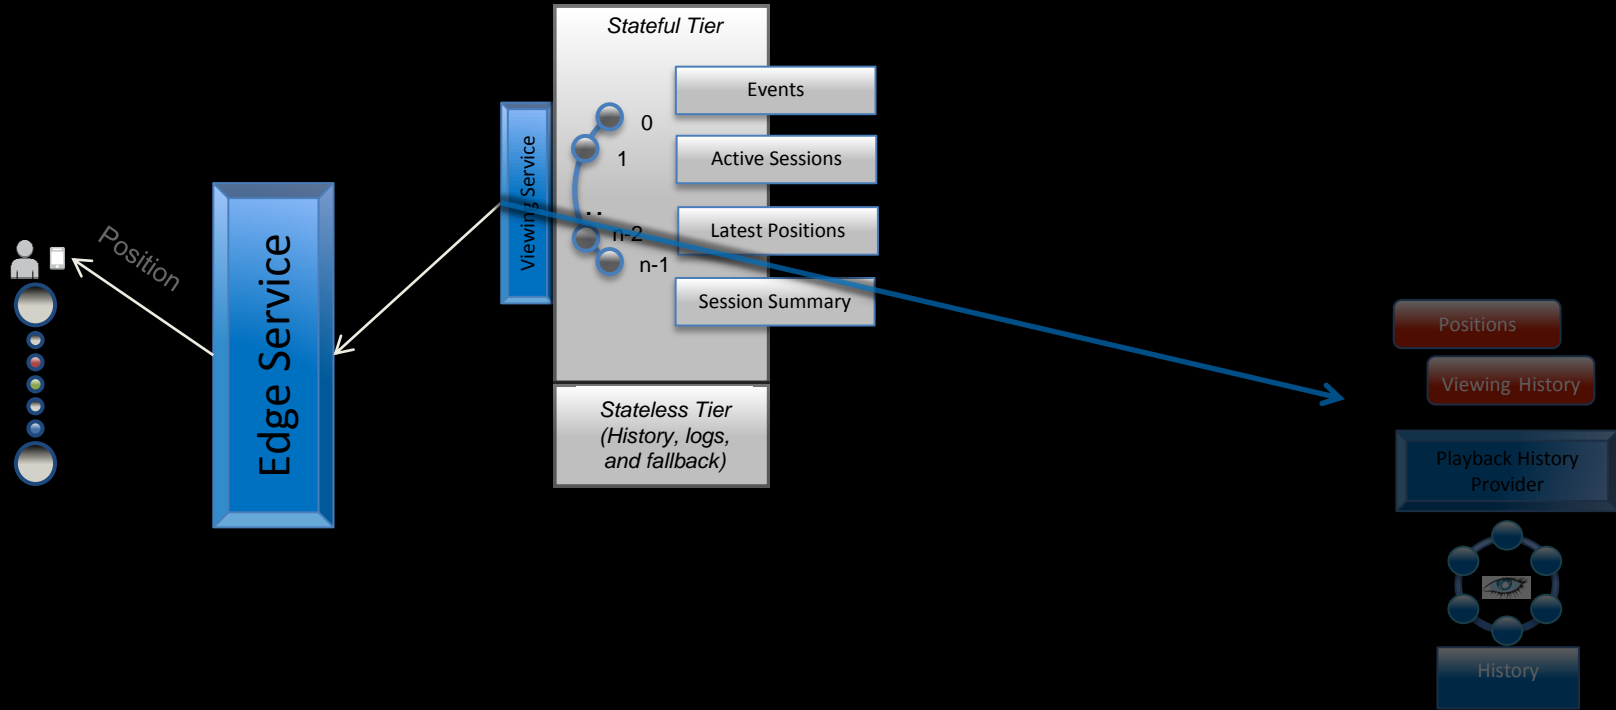 Stateful Tier
Events
0
Active Sessions
1
Viewing Service
..
Latest Positions
n-2
n-1
Session Summary
Position
Edge Service
Stateless Tier
(History, logs,
and fallback)
Positions
Viewing History
Playback History
Provider
History